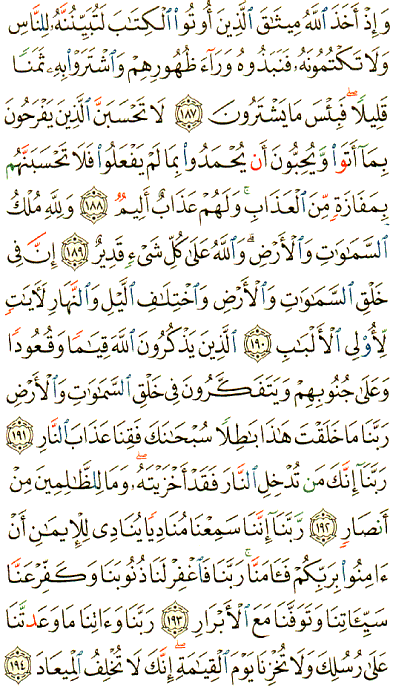 وَإِذْ أَخَذَ ٱللَّهُ مِيثَٰقَ ٱلَّذِينَ أُوتُوا۟ ٱلْكِتَٰبَ لَتُبَيِّنُنَّهُۥ لِلنَّاسِ
وَلَا تَكْتُمُونَهُۥ فَنَبَذُوهُ وَرَآءَ ظُهُورِهِمْ وَٱشْتَرَوْا۟ بِهِۦ ثَمَنًا
قَلِيلًا ۖ فَبِئْسَ مَا يَشْتَرُونَ ١٨٧ لَا تَحْسَبَنَّ ٱلَّذِينَ يَفْرَحُونَ
بِمَآ أَتَوا۟ وَّيُحِبُّونَ أَن يُحْمَدُوا۟ بِمَا لَمْ يَفْعَلُوا۟ فَلَا تَحْسَبَنَّهُم
بِمَفَازَةٍ مِّنَ ٱلْعَذَابِ ۖ وَلَهُمْ عَذَابٌ أَلِيمٌ ١٨٨ وَلِلَّهِ مُلْكُ
ٱلسَّمَٰوَٰتِ وَٱلْأَرْضِ ۗ وَٱللَّهُ عَلَىٰ كُلِّ شَىْءٍ قَدِيرٌ ١٨٩ إِنَّ فِى
خَلْقِ ٱلسَّمَٰوَٰتِ وَٱلْأَرْضِ وَٱخْتِلَٰفِ ٱلَّيْلِ وَٱلنَّهَارِ لَءَايَٰتٍ
لِّأُو۟لِى ٱلْأَلْبَٰبِ ١٩٠ ٱلَّذِينَ يَذْكُرُونَ ٱللَّهَ قِيَٰمًا وَقُعُودًا
وَعَلَىٰ جُنُوبِهِمْ وَيَتَفَكَّرُونَ فِى خَلْقِ ٱلسَّمَٰوَٰتِ وَٱلْأَرْضِ
رَبَّنَا مَا خَلَقْتَ هَٰذَا بَٰطِلًا سُبْحَٰنَكَ فَقِنَا عَذَابَ ٱلنَّارِ ١٩١
رَبَّنَآ إِنَّكَ مَن تُدْخِلِ ٱلنَّارَ فَقَدْ أَخْزَيْتَهُۥ ۖ وَمَا لِلظَّٰلِمِينَ مِنْ
أَنصَارٍ ١٩٢ رَّبَّنَآ إِنَّنَا سَمِعْنَا مُنَادِيًا يُنَادِى لِلْإِيمَٰنِ أَنْ
ءَامِنُوا۟ بِرَبِّكُمْ فَـَٔامَنَّا ۚ رَبَّنَا فَٱغْفِرْ لَنَا ذُنُوبَنَا وَكَفِّرْ عَنَّا
سَيِّـَٔاتِنَا وَتَوَفَّنَا مَعَ ٱلْأَبْرَارِ ١٩٣ رَبَّنَا وَءَاتِنَا مَا وَعَدتَّنَا
عَلَىٰ رُسُلِكَ وَلَا تُخْزِنَا يَوْمَ ٱلْقِيَٰمَةِ ۗ إِنَّكَ لَا تُخْلِفُ ٱلْمِيعَادَ ١٩٤